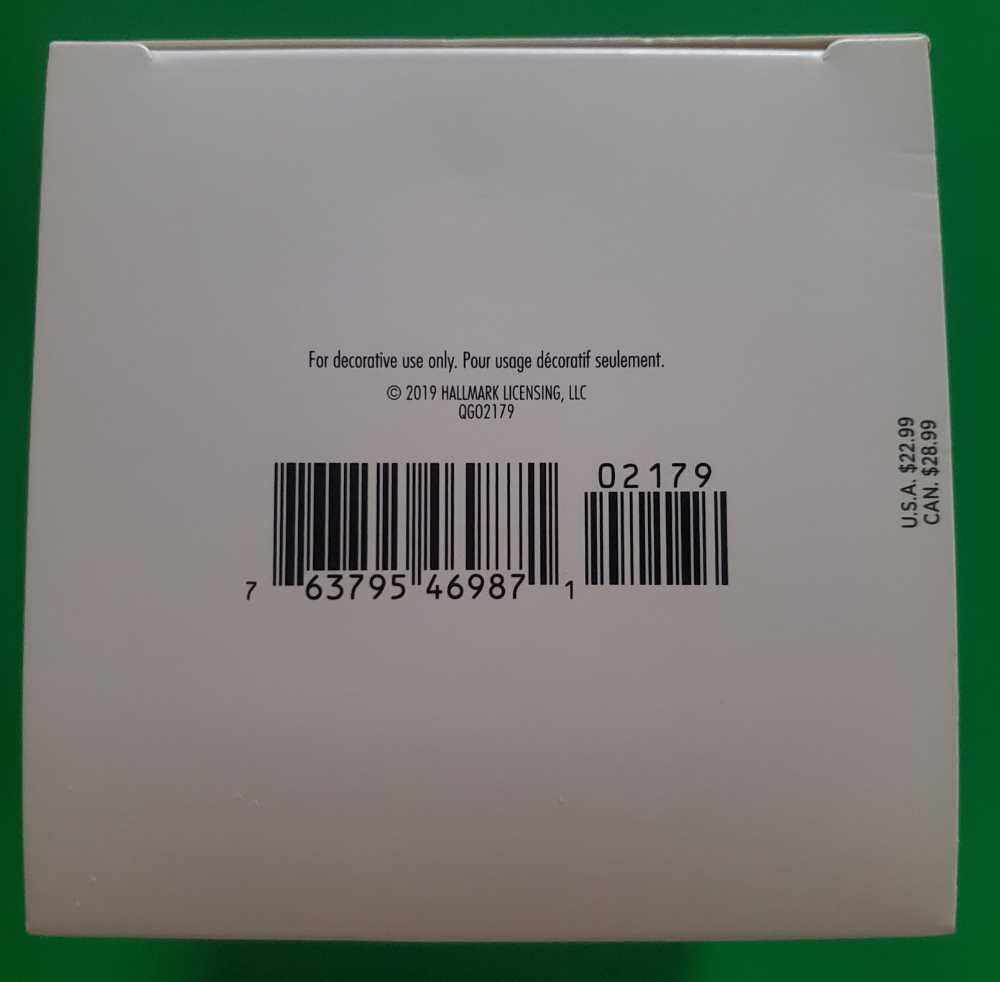 For decorative use only. Pour usage décoratif seulement.
© 2019 HALLMARK LICENSING, LLC
QGO2179
02179
7 63795 46987 1
U.S.A. $22.99
CAN. $28.99